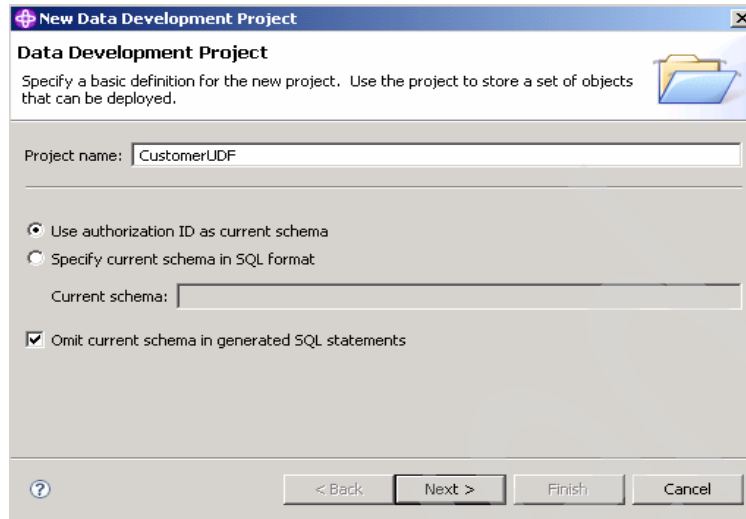 New Data Development Project
Data Development Project
Specify a basic definition for the new project. Use the project to store a set of objects
that can be deployed.
Project name: CustomerUDF
Use authorization ID as current schema
Specify current schema in SQL format
Current schema:
Omit current schema in generated SQL statements
? < Back Next > Finish Cancel